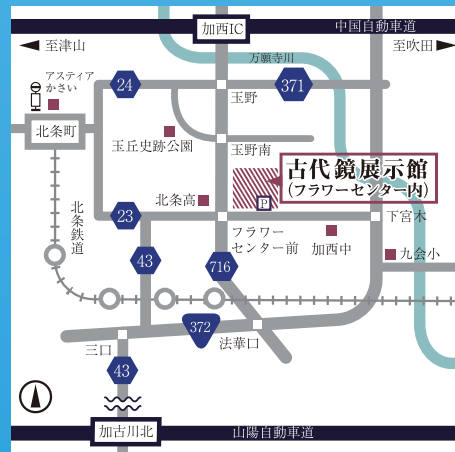 加西IC
中国自動車道
至津山
至吹田
万願寺川
アスティア
かさい
24
371
玉野
北条町
玉丘史跡公園
玉野南
古代鏡展示館
(フラワーセンター内)
北条高
P
北条鉄道
23
フラワー
センター前
下宮木
加西中
九会小
43
716
372
三口
法華口
43
加古川北
山陽自動車道